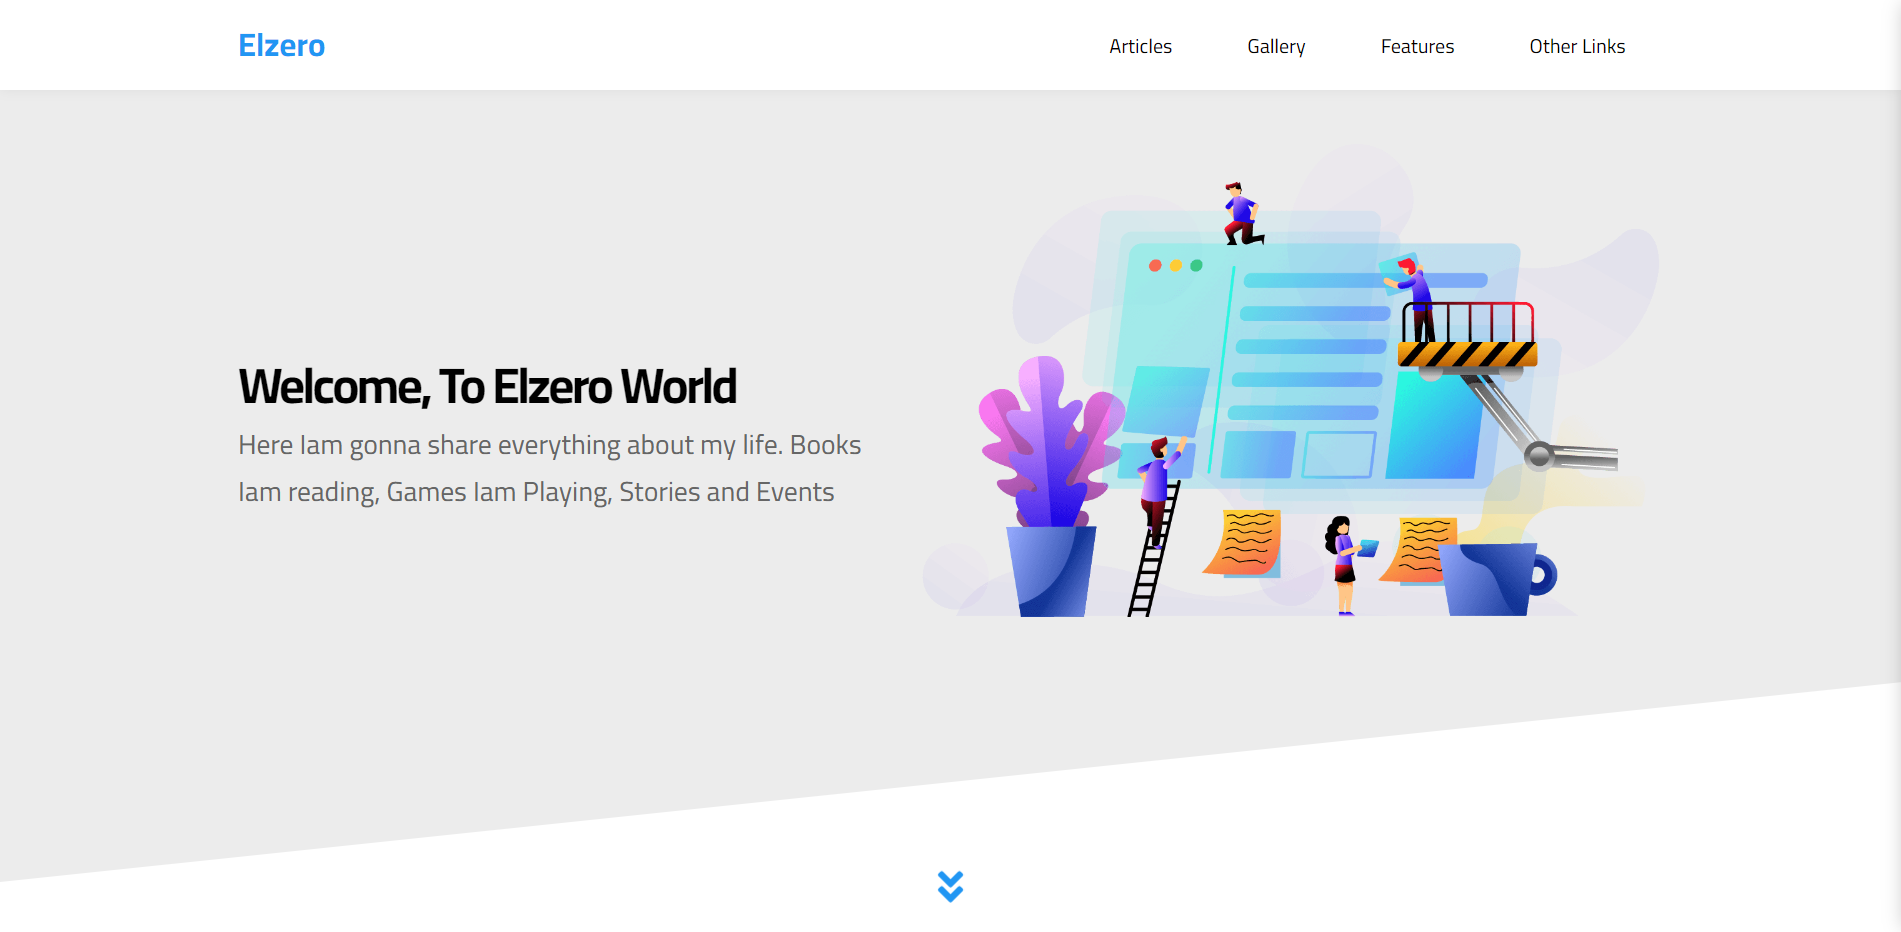 Elzero
Articles
Gallery
Features
Other Links
Welcome, To Elzero World
Here Iam gonna share everything about my life. Books
Iam reading, Games Iam Playing, Stories and Events